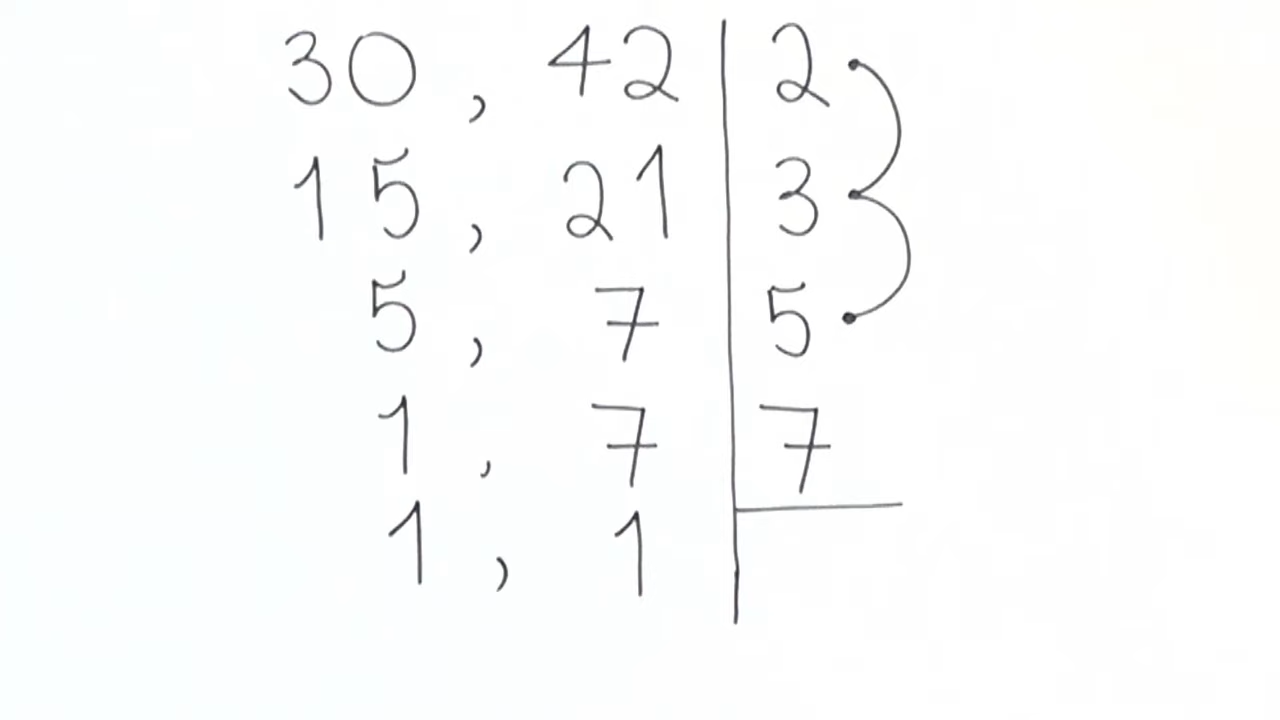 30 , 42 | 2
15 , 21 | 3
5 , 7 | 5
1 , 7 | 7
1 , 1 |